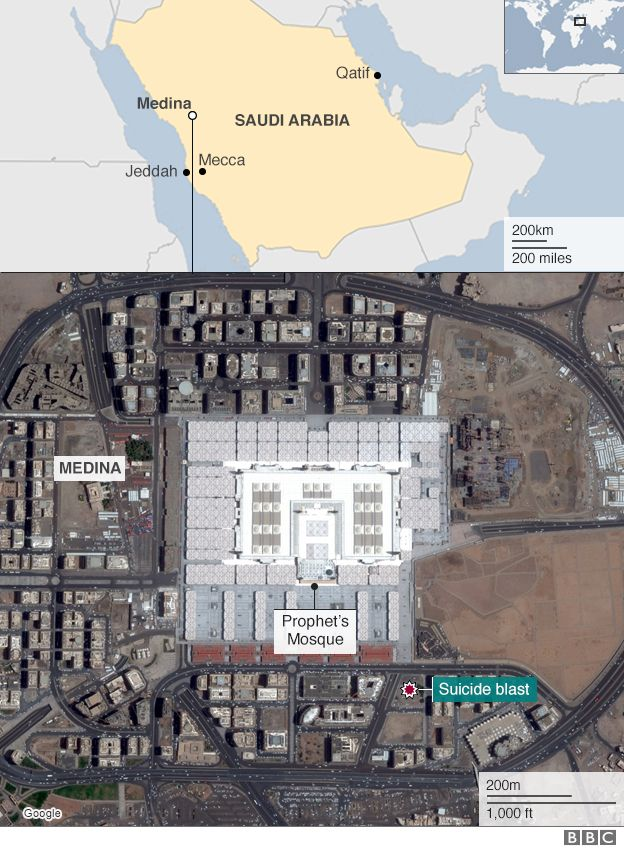 Qatif
Medina
SAUDI ARABIA
Mecca
Jeddah
200km
200 miles
MEDINA
Prophet's
Mosque
Suicide blast
200m
1,000 ft
Google
BBC